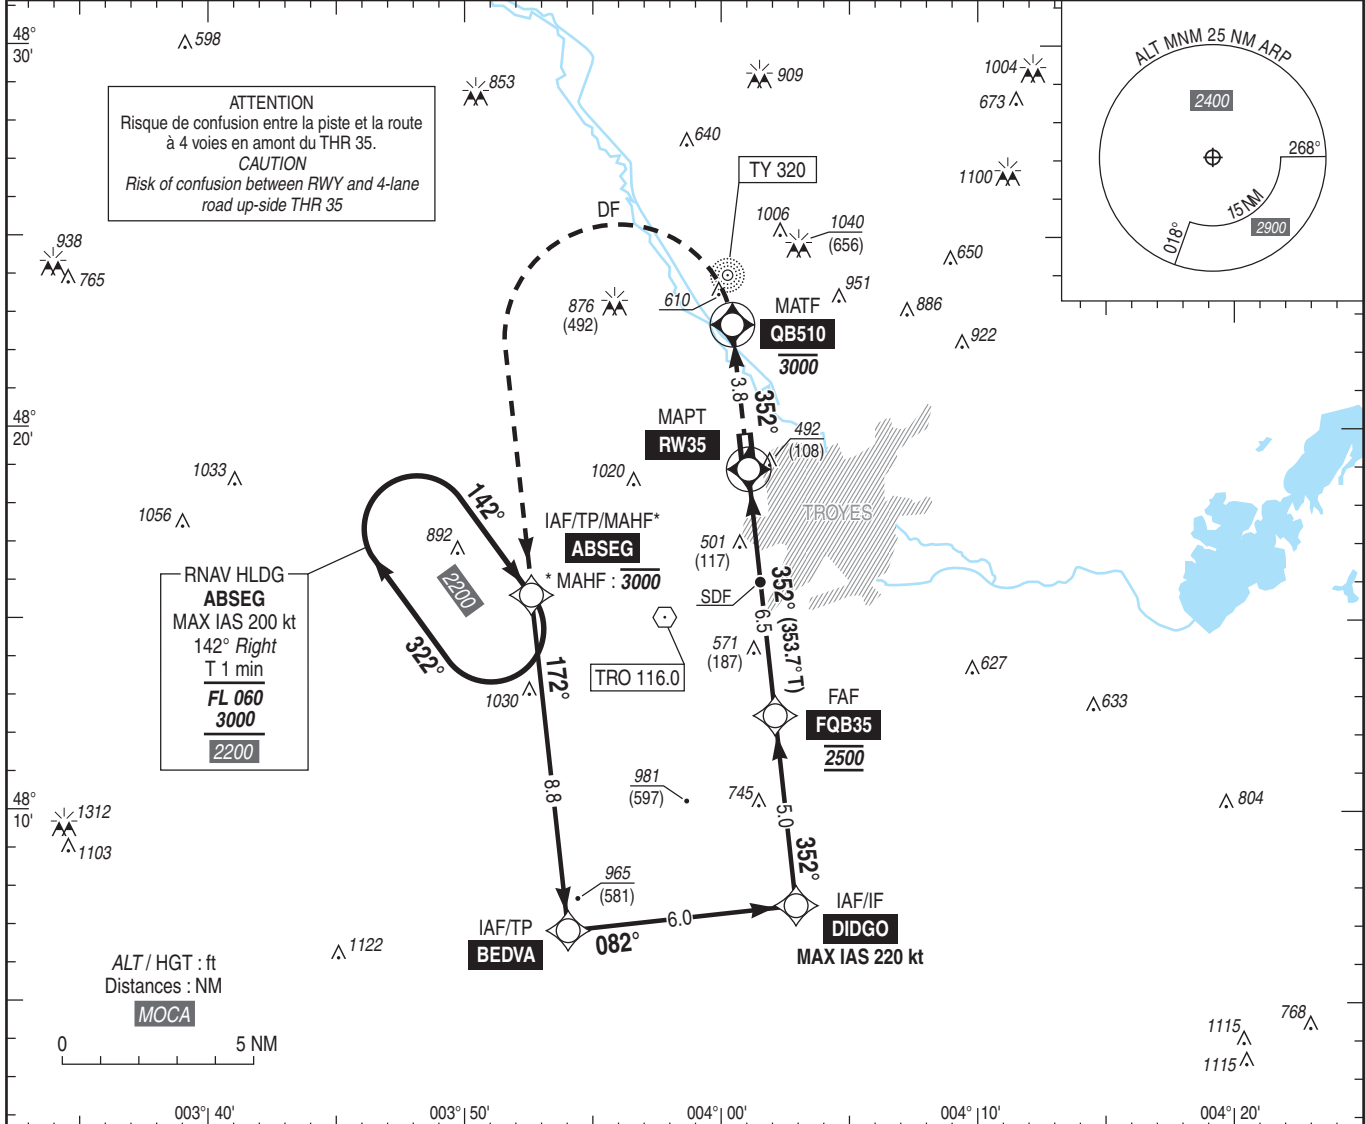 48°
30'
598
853
909
1004
673
ALT MNM 25 NM ARP
2400
268°
15 NM
018°
2900
ATTENTION
Risque de confusion entre la piste et la route
à 4 voies en amont du THR 35.
CAUTION
Risk of confusion between RWY and 4-lane
road up-side THR 35
640
TY 320
1100
DF
1006
1040
(656)
938
765
650
951
886
922
876
(492)
610
MATF
QB510
3000
3.8
352°
MAPT
RW35
492
(108)
48°
20'
1033
1056
1020
TROYES
142°
892
2200
322°
IAF/TP/MAHF*
ABSEG
* MAHF : 3000
501
(117)
SDF
352° (353.7° T)
6.5
RNAV HLDG
ABSEG
MAX IAS 200 kt
142° Right
T 1 min
FL 060
3000
2200
172°
1030
TRO 116.0
571
(187)
627
633
FAF
FQB35
2500
8.8
981
(597)
745
5.0
804
48°
10'
1312
1103
352°
965
(581)
IAF/TP
BEDVA
082°
6.0
IAF/IF
DIDGO
MAX IAS 220 kt
1122
ALT / HGT : ft
Distances : NM
MOCA
0 5 NM
768
1115
1115
003° 40' 003° 50' 004° 00' 004° 10' 004° 20'